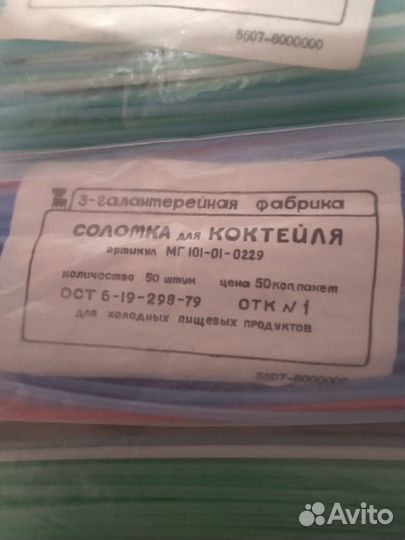 5507-8000000
3-галантерейная фабрика
СОЛОМКА для КОКТЕЙЛЯ
артикул МГ 101-01-0229
количество 50 штук цена 50 коп. пакет
ОСТ 6-19-298-79 ОТК №1
для холодных пищевых продуктов
5507-8000000
Avito